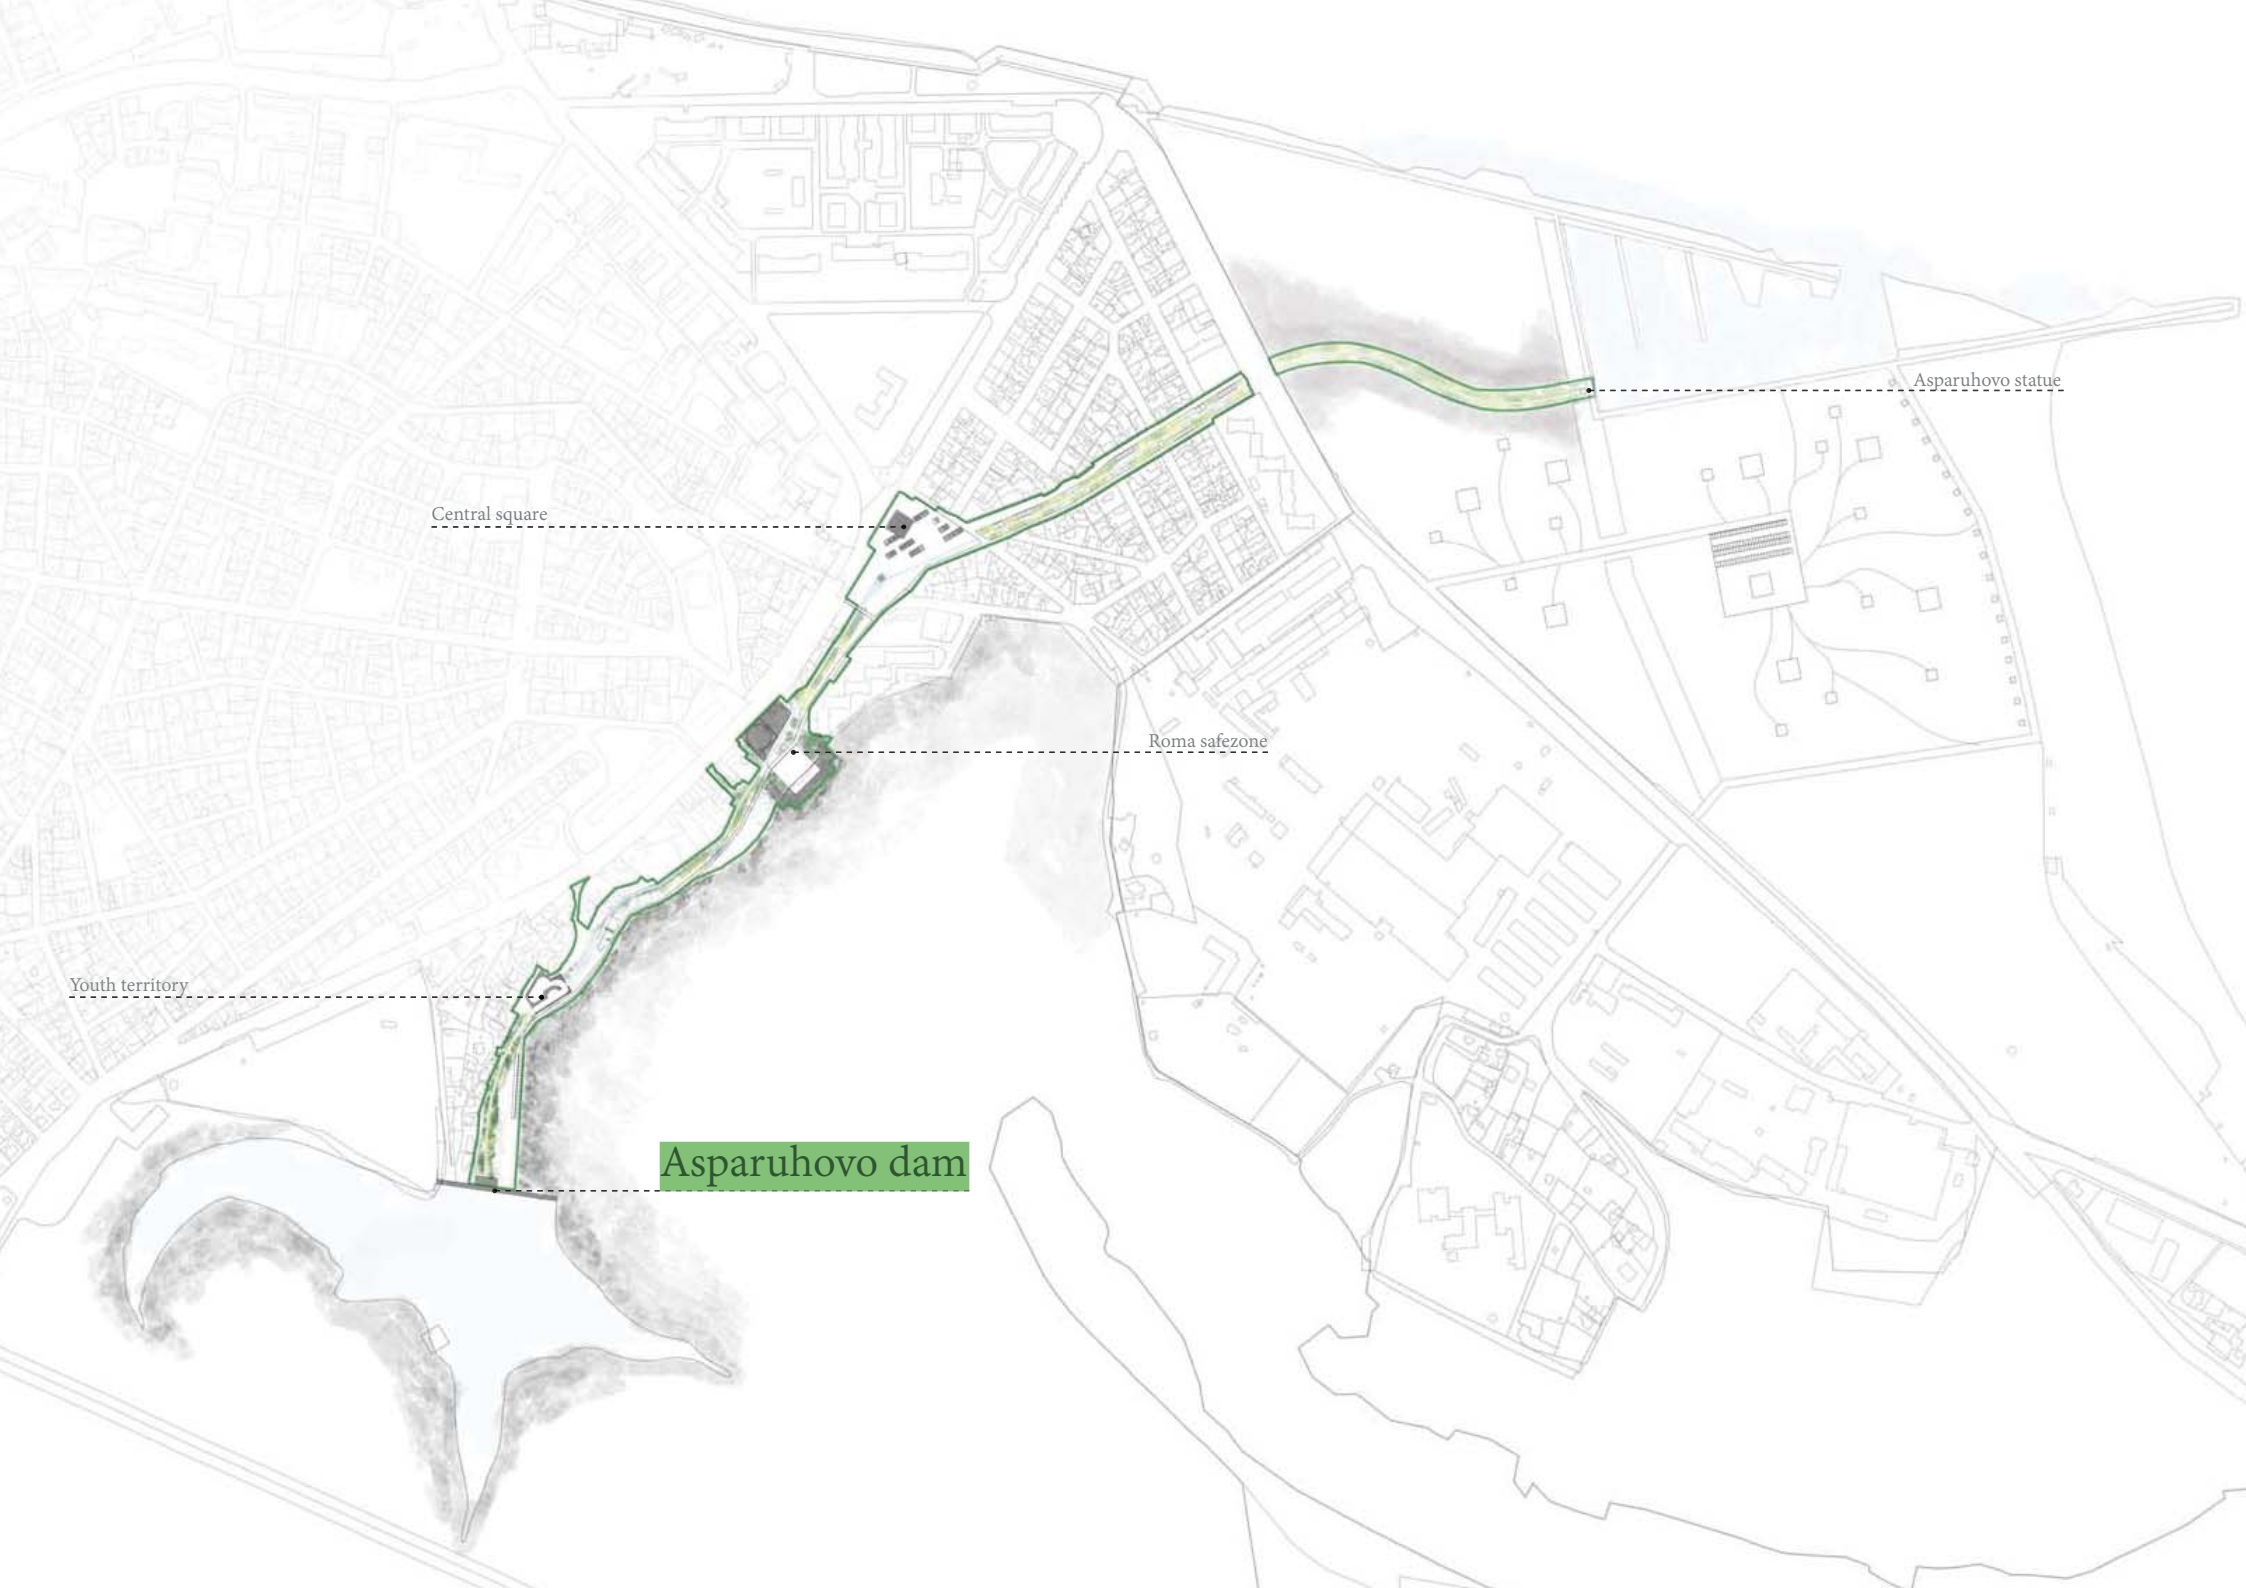 Asparuhovo statue
Central square
Roma safezone
Youth territory
Asparuhovo dam